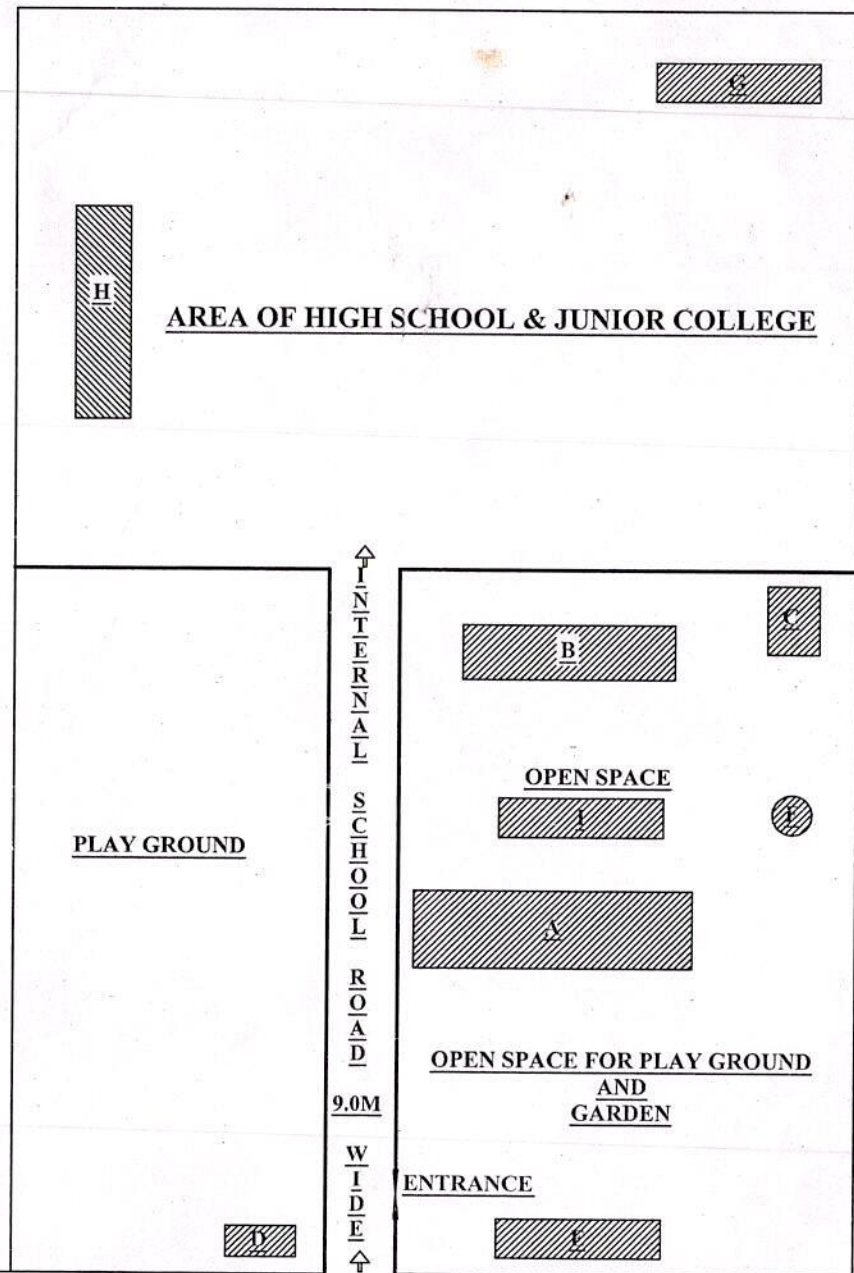 G
H
AREA OF HIGH SCHOOL & JUNIOR COLLEGE
INTERNAL SCHOOL ROAD
9.0M
WIDE
PLAY GROUND
C
B
OPEN SPACE
I
A
OPEN SPACE FOR PLAY GROUND
AND
GARDEN
ENTRANCE
D
E